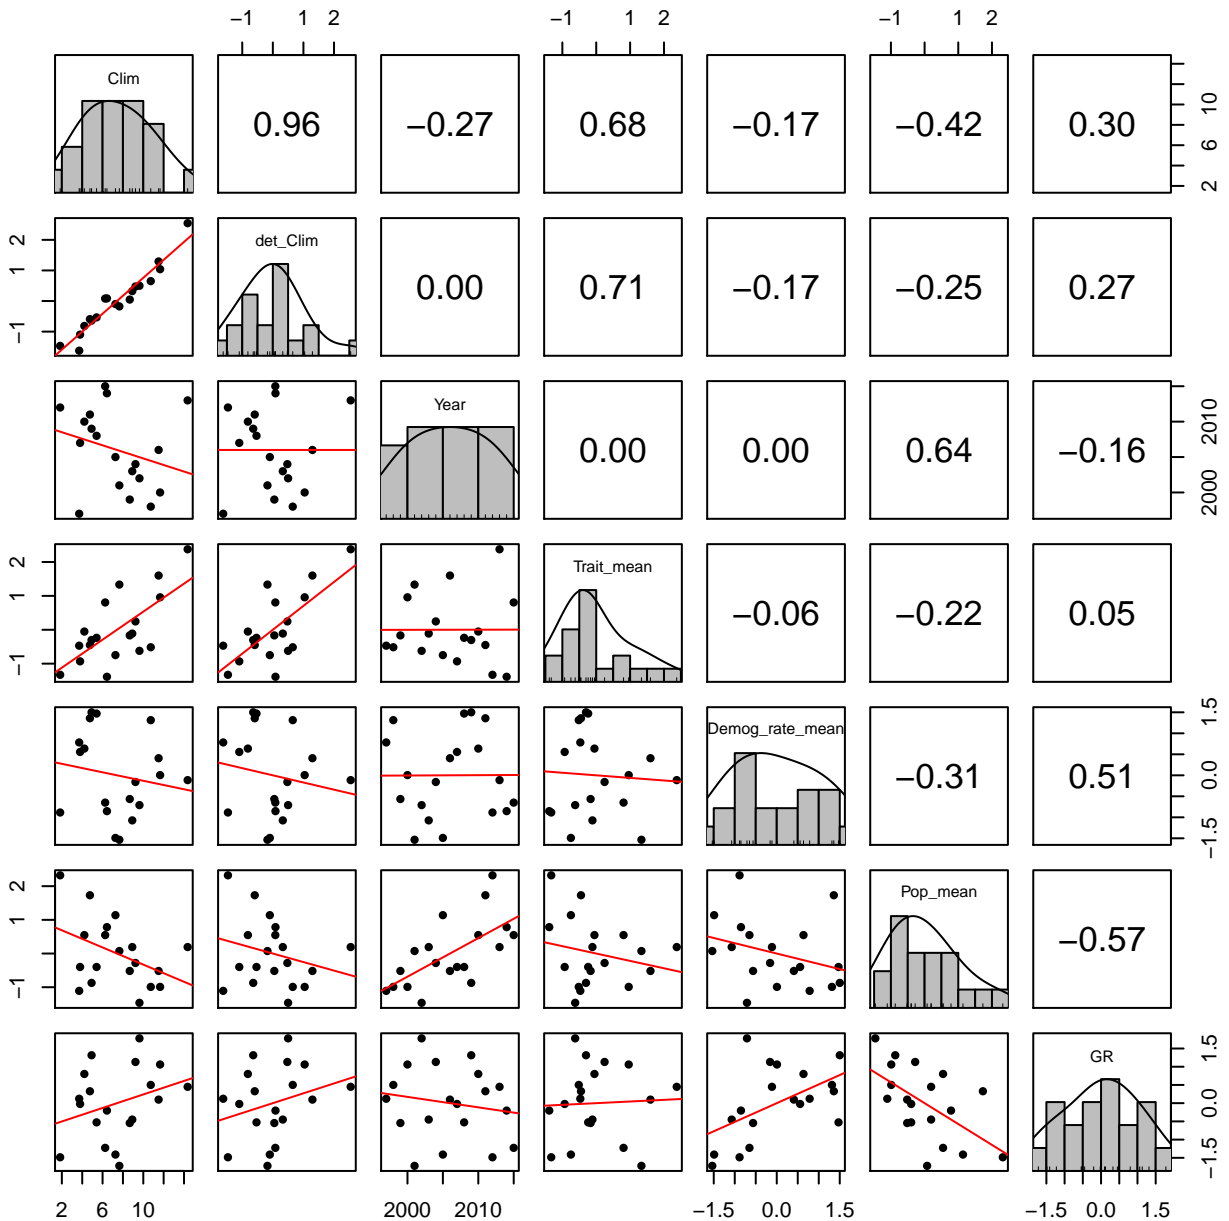 −1 1 2 −1 1 2 −1 1 2
Clim 0.96 −0.27 0.68 −0.17 −0.42 0.30 2 6 10
−1 1 2 det_Clim 0.00 0.71 −0.17 −0.25 0.27
Year 0.00 0.00 0.64 −0.16 2000 2010
−1 1 2 Trait_mean −0.06 −0.22 0.05
Demog_rate_mean −0.31 0.51 −1.5 0.0 1.5
−1 1 2 Pop_mean −0.57
GR −1.5 0.0 1.5
2 6 10 2000 2010 −1.5 0.0 1.5 −1.5 0.0 1.5